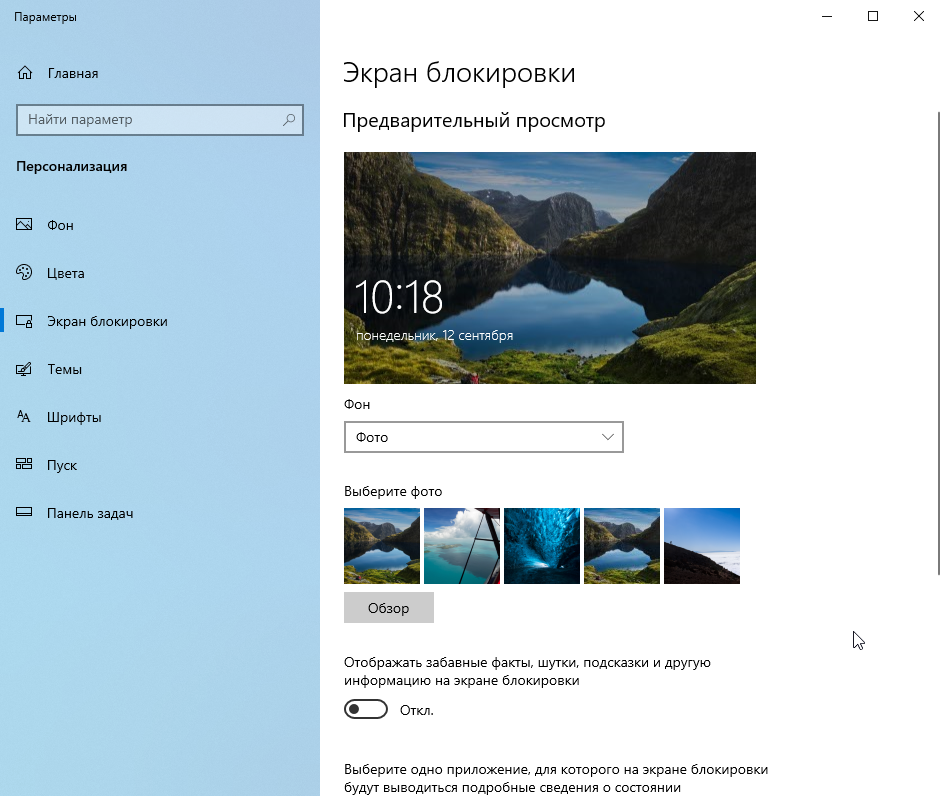 Параметры
Главная
Найти параметр
Персонализация
Фон
Цвета
Экран блокировки
Темы
Шрифты
Пуск
Панель задач
Экран блокировки
Предварительный просмотр
10:18
понедельник, 12 сентября
Фон
Фото
Выберите фото
Обзор
Отображать забавные факты, шутки, подсказки и другую
информацию на экране блокировки
Откл.
Выберите одно приложение, для которого на экране блокировки
будут выводиться подробные сведения о состоянии